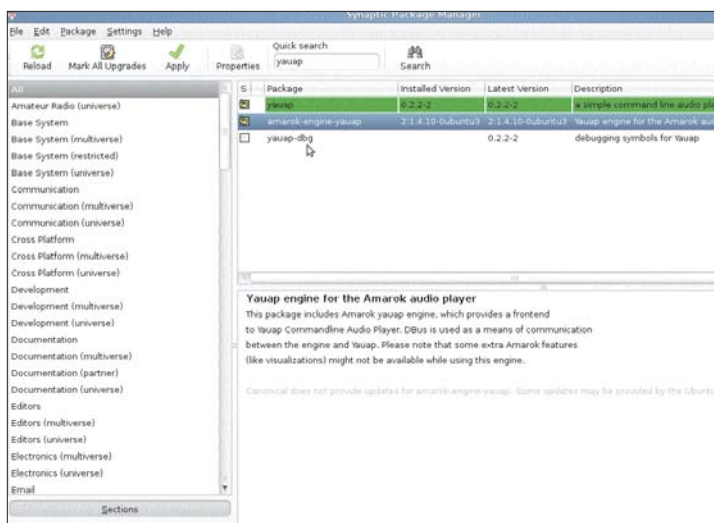 Synaptic Package Manager
File Edit Package Settings Help
Quick search
Reload Mark All Upgrades Apply Properties yauap Search
All
Amateur Radio (universe)
Base System
Base System (multiverse)
Base System (restricted)
Base System (universe)
Communication
Communication (multiverse)
Communication (universe)
Cross Platform
Cross Platform (multiverse)
Cross Platform (universe)
Development
Development (multiverse)
Development (universe)
Documentation
Documentation (multiverse)
Documentation (partner)
Documentation (universe)
Editors
Editors (multiverse)
Editors (universe)
Electronics (multiverse)
Electronics (universe)
Email
Sections
S Package Installed Version Latest Version Description
yauap 0.2.2-2 0.2.2-2 a simple command line audio pla
amarok-engine-yauap 2:1.4.10-0ubuntu3 2:1.4.10-0ubuntu3 Yauap engine for the Amarok aud
yauap-dbg 0.2.2-2 debugging symbols for Yauap
Yauap engine for the Amarok audio player
This package includes Amarok yauap engine, which provides a frontend
to Yauap Commandline Audio Player. DBus is used as a means of communication
between the engine and Yauap. Please note that some extra Amarok features
(like visualizations) might not be available while using this engine.
Canonical does not provide updates for amarok-engine-yauap. Some updates may be provided by the Ubuntu